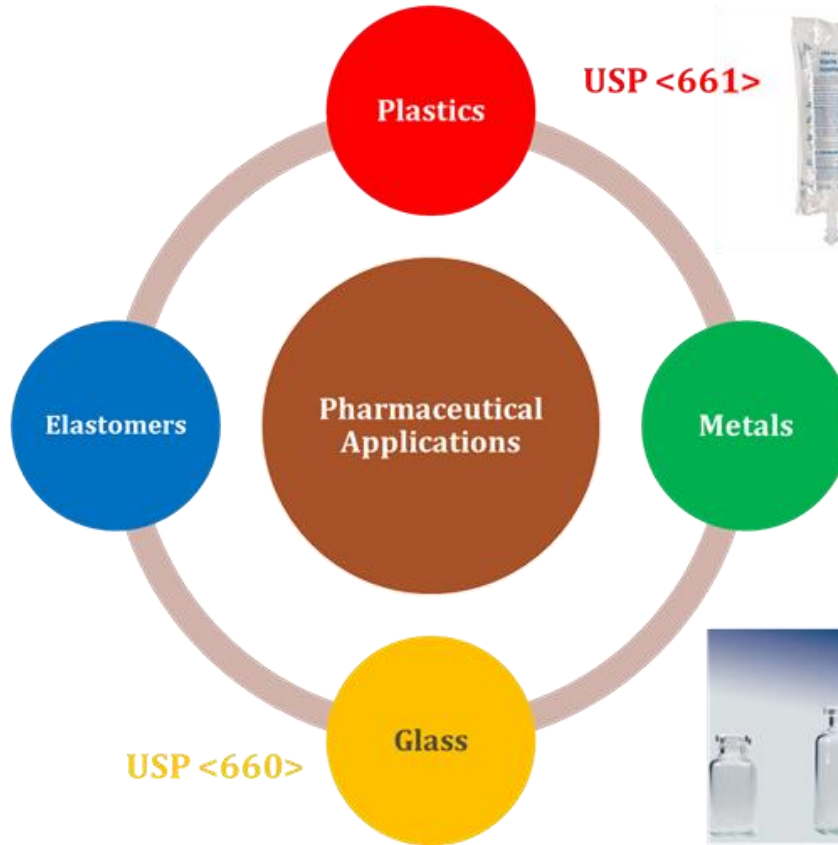 Plastics
USP <661>
Elastomers
Pharmaceutical
Applications
Metals
Glass
USP <660>